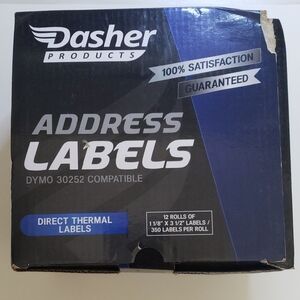 Dasher
PRODUCTS
100% SATISFACTION
GUARANTEED
ADDRESS
LABELS
DYMO 30252 COMPATIBLE
DIRECT THERMAL
LABELS
12 ROLLS OF
1 1/8" X 3 1/2" LABELS /
350 LABELS PER ROLL